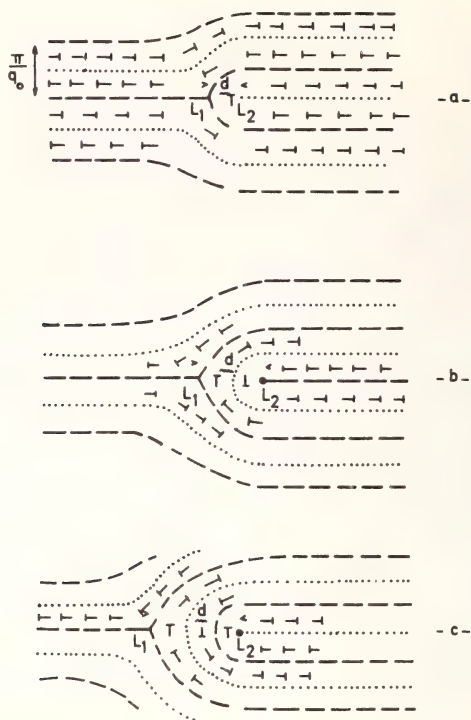 π
q₀
d
L₁ L₂
-a-
d
L₁ L₂
-b-
d
L₁ L₂
-c-